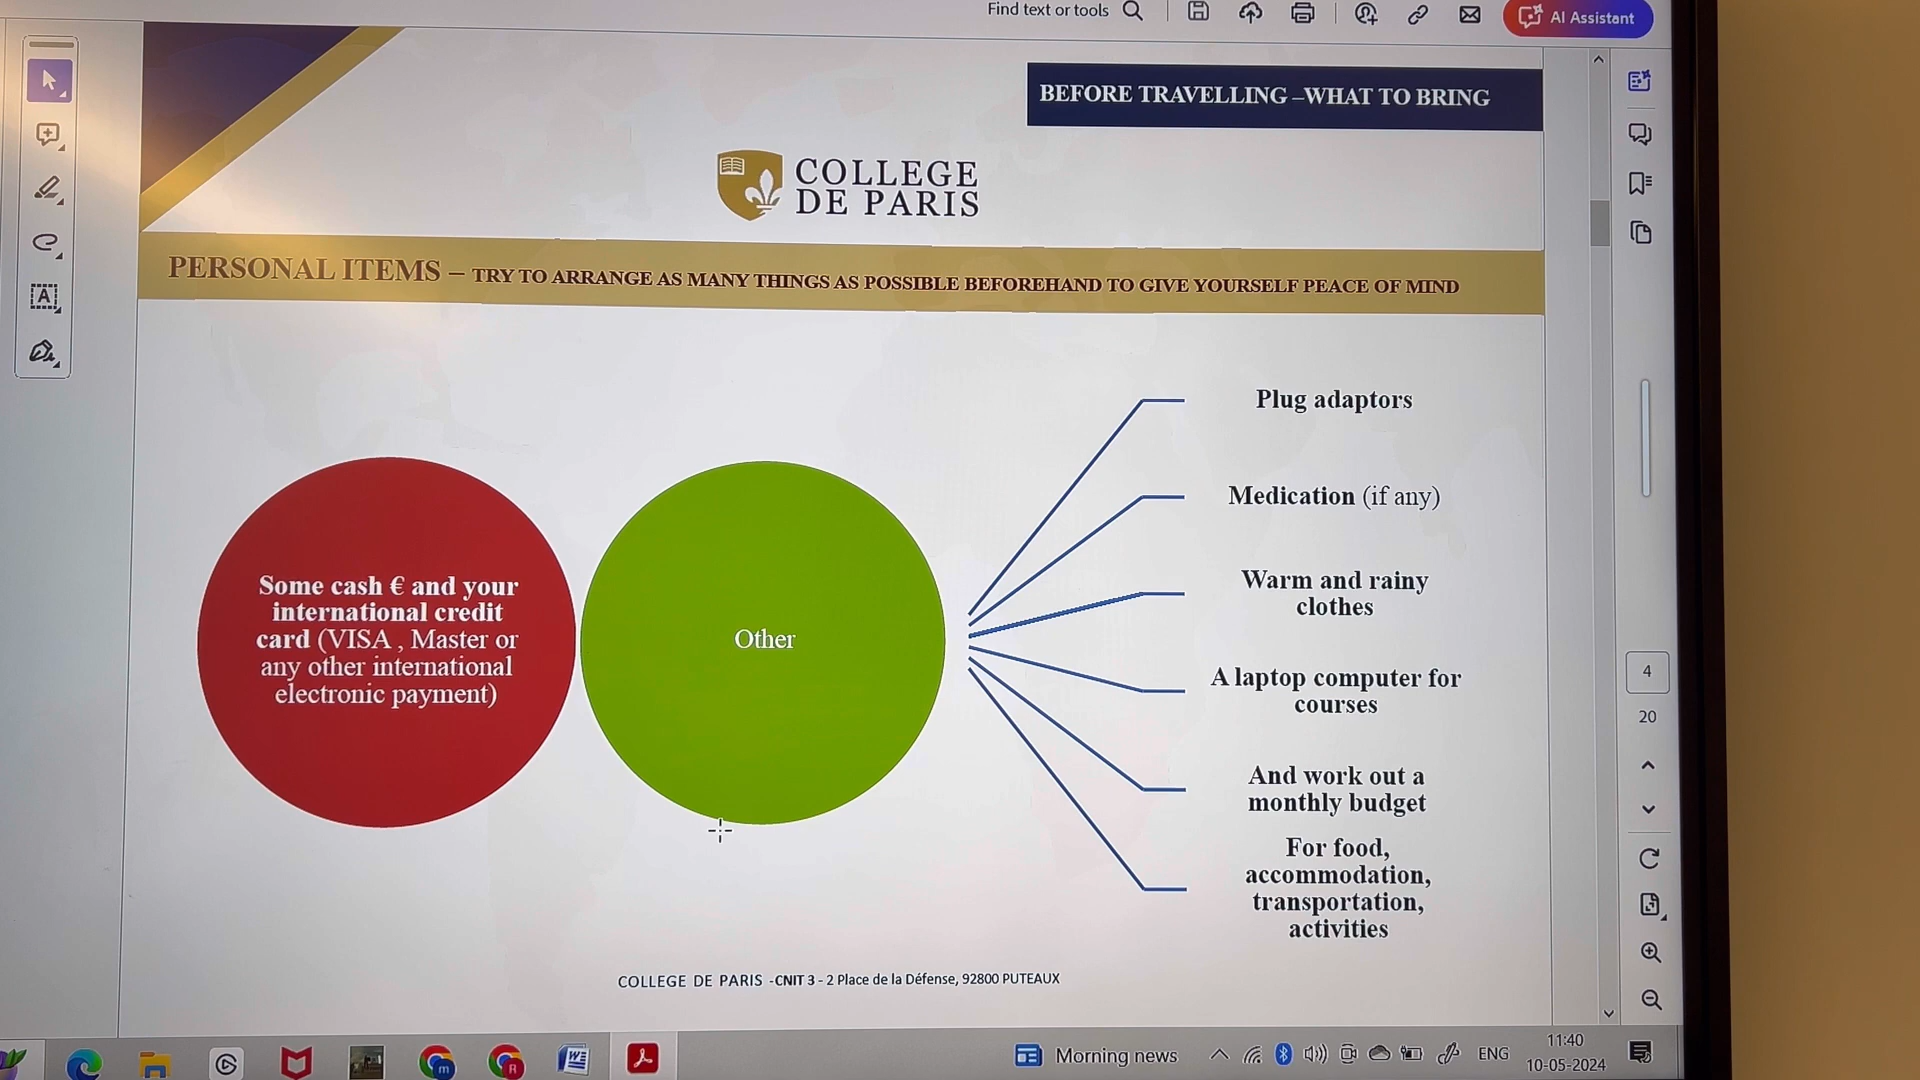 Find text or tools
AI Assistant
BEFORE TRAVELLING –WHAT TO BRING
COLLEGE
DE PARIS
PERSONAL ITEMS – TRY TO ARRANGE AS MANY THINGS AS POSSIBLE BEFOREHAND TO GIVE YOURSELF PEACE OF MIND
Some cash € and your
international credit
card (VISA , Master or
any other international
electronic payment)
Other
Plug adaptors
Medication (if any)
Warm and rainy
clothes
A laptop computer for
courses
And work out a
monthly budget
For food,
accommodation,
transportation,
activities
4
20
COLLEGE DE PARIS -CNIT 3 - 2 Place de la Défense, 92800 PUTEAUX
Morning news
ENG
11:40
10-05-2024